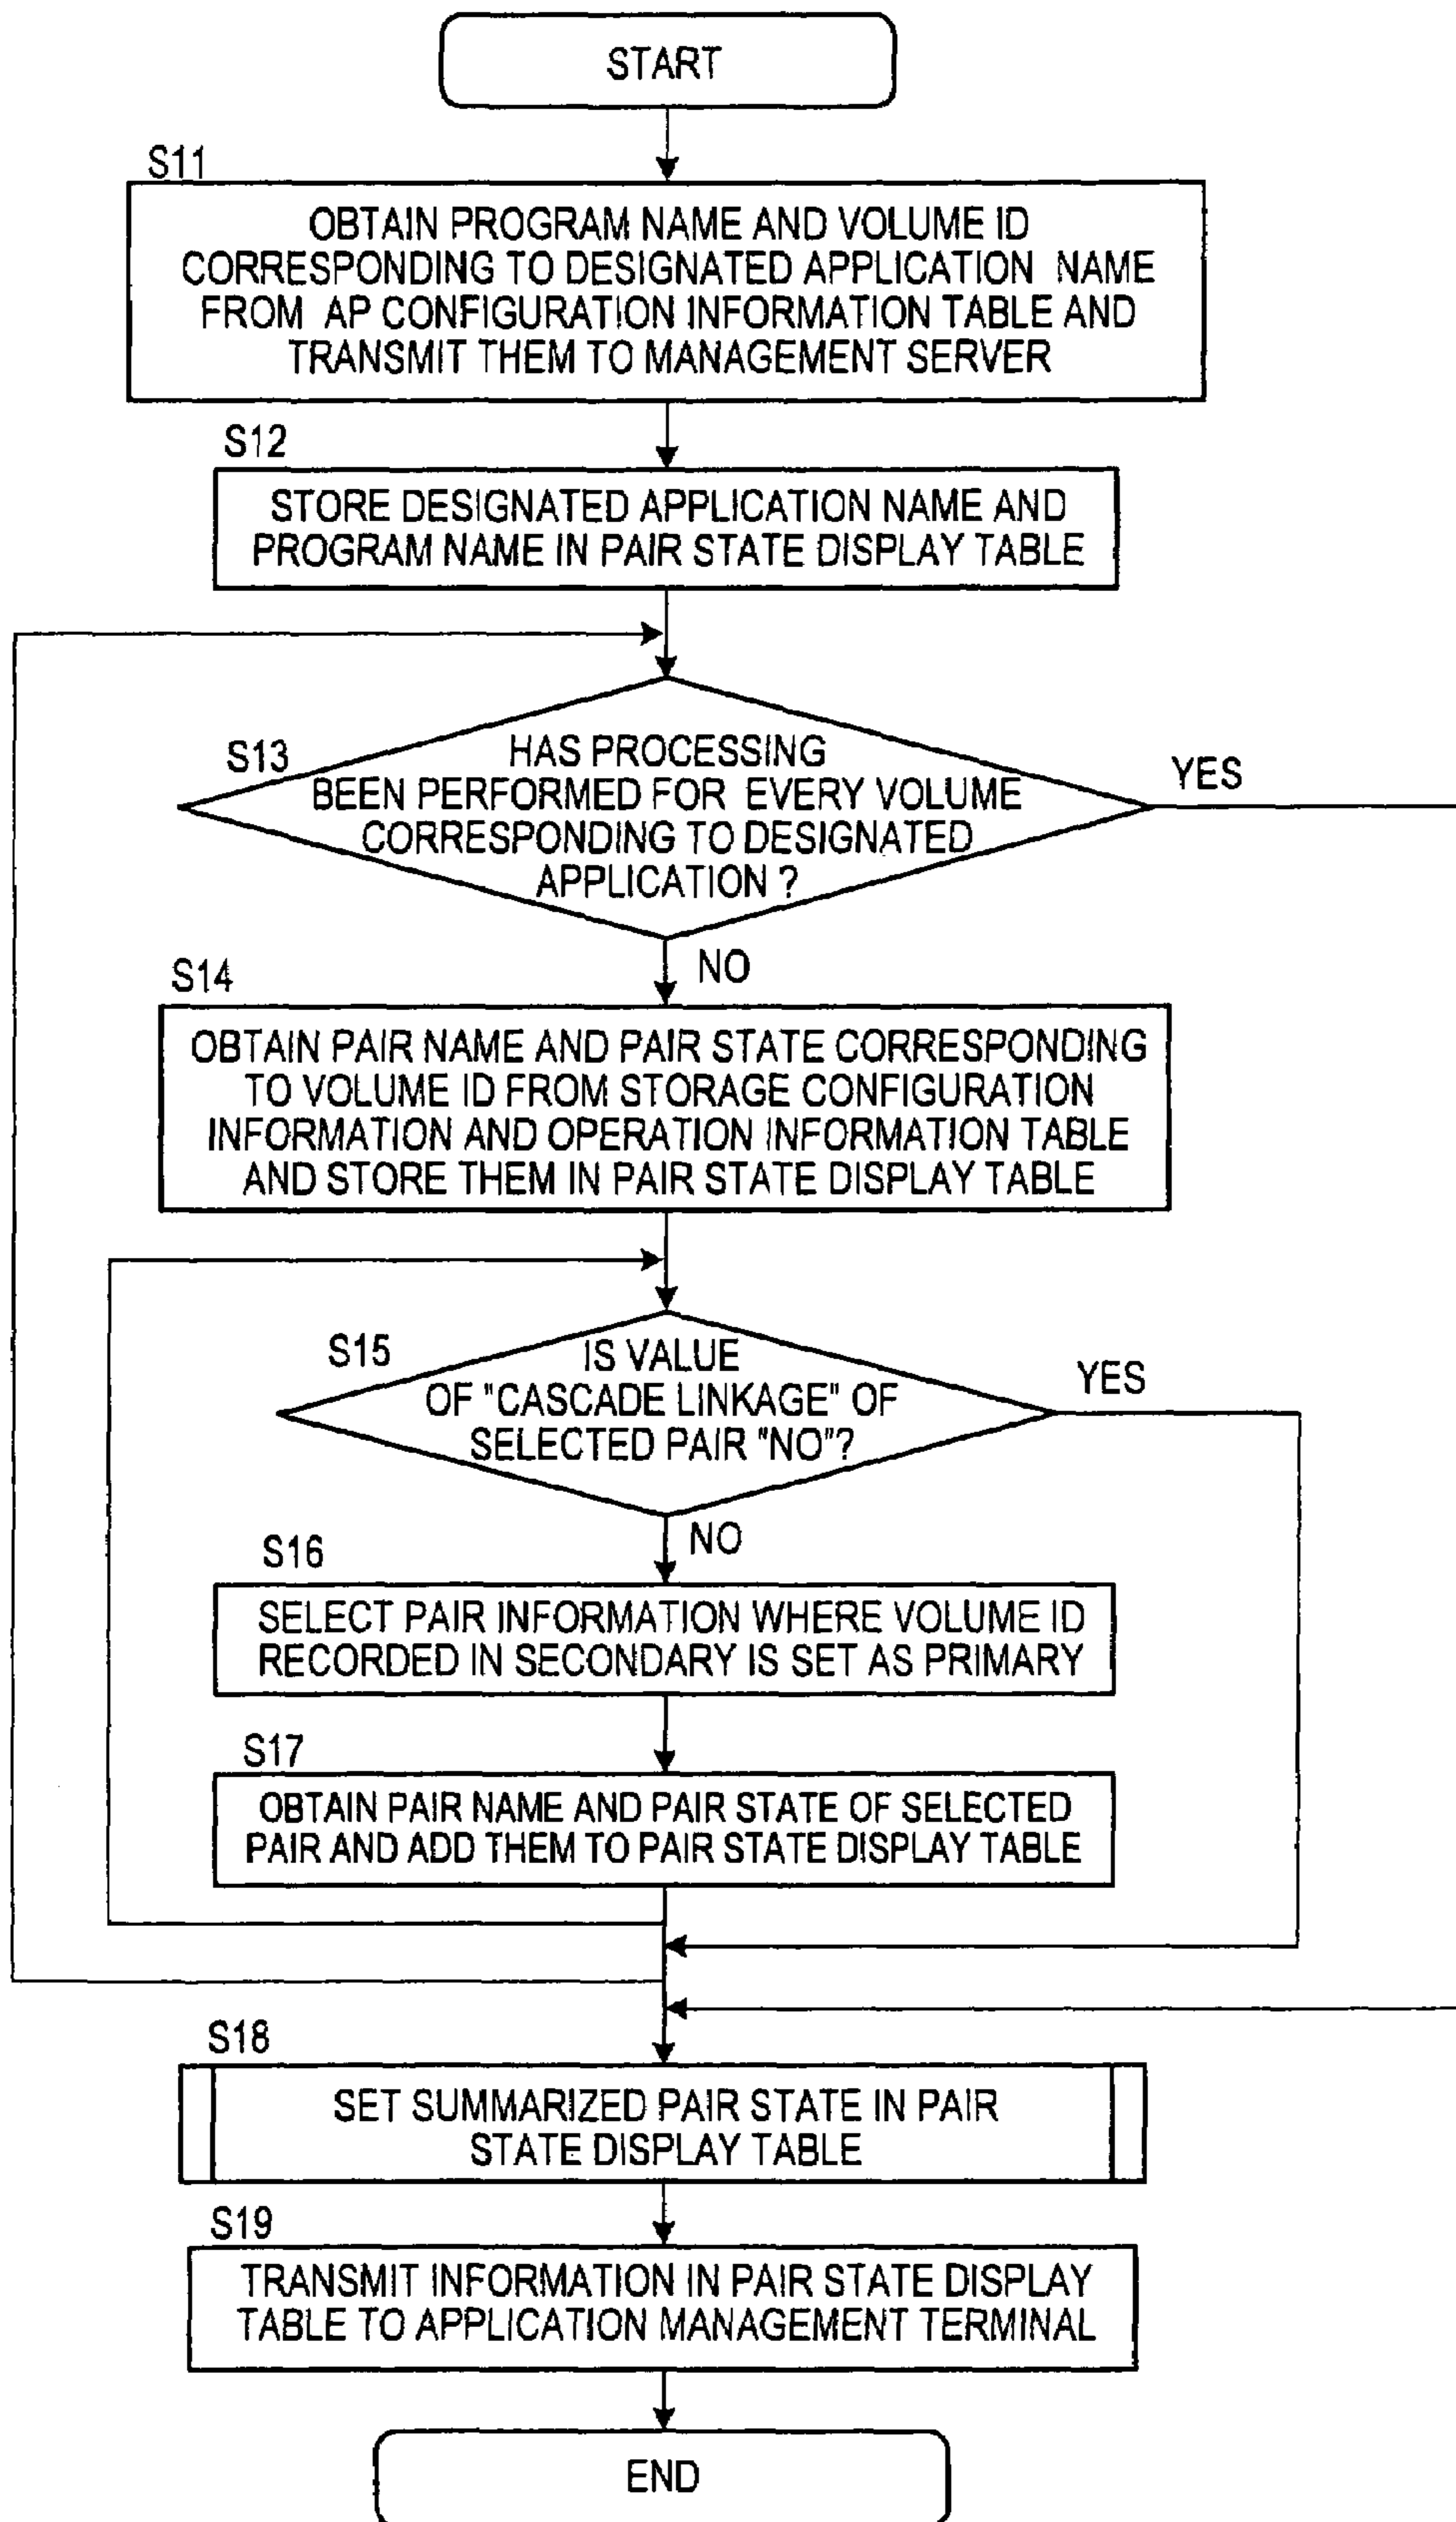 START
S11
OBTAIN PROGRAM NAME AND VOLUME ID
CORRESPONDING TO DESIGNATED APPLICATION NAME
FROM AP CONFIGURATION INFORMATION TABLE AND
TRANSMIT THEM TO MANAGEMENT SERVER
S12
STORE DESIGNATED APPLICATION NAME AND
PROGRAM NAME IN PAIR STATE DISPLAY TABLE
S13
HAS PROCESSING
BEEN PERFORMED FOR EVERY VOLUME
CORRESPONDING TO DESIGNATED
APPLICATION ?
YES
NO
S14
OBTAIN PAIR NAME AND PAIR STATE CORRESPONDING
TO VOLUME ID FROM STORAGE CONFIGURATION
INFORMATION AND OPERATION INFORMATION TABLE
AND STORE THEM IN PAIR STATE DISPLAY TABLE
S15
IS VALUE
OF "CASCADE LINKAGE" OF
SELECTED PAIR "NO"?
YES
NO
S16
SELECT PAIR INFORMATION WHERE VOLUME ID
RECORDED IN SECONDARY IS SET AS PRIMARY
S17
OBTAIN PAIR NAME AND PAIR STATE OF SELECTED
PAIR AND ADD THEM TO PAIR STATE DISPLAY TABLE
S18
SET SUMMARIZED PAIR STATE IN PAIR
STATE DISPLAY TABLE
S19
TRANSMIT INFORMATION IN PAIR STATE DISPLAY
TABLE TO APPLICATION MANAGEMENT TERMINAL
END